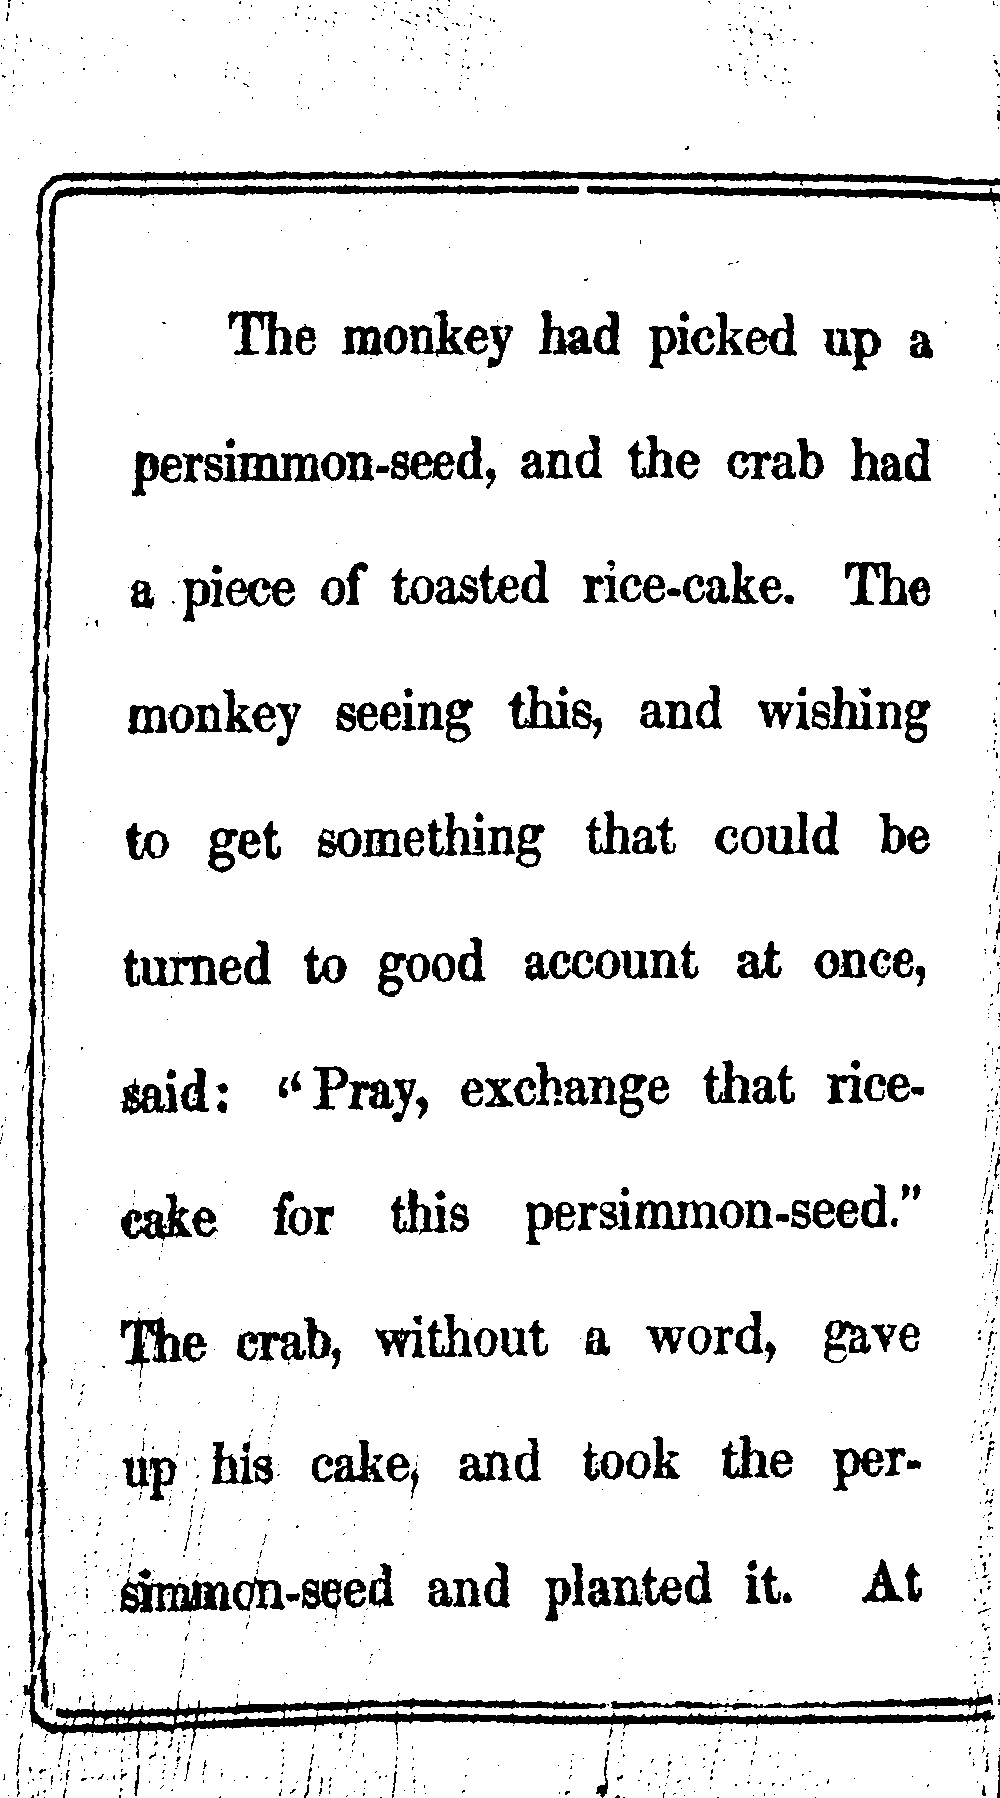 The monkey had picked up a
persimmon-seed, and the crab had
a piece of toasted rice-cake. The
monkey seeing this, and wishing
to get something that could be
turned to good account at once,
said: “Pray, exchange that rice-
cake for this persimmon-seed.”
The crab, without a word, gave
up his cake, and took the per-
simmon-seed and planted it. At